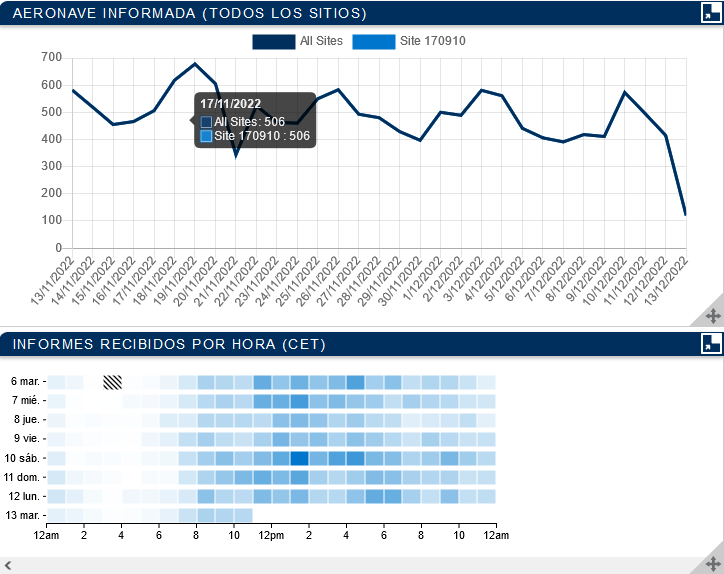 AERONAVE INFORMADA (TODOS LOS SITIOS)
All Sites Site 170910
700
600
500
400
300
200
100
0
17/11/2022
All Sites: 506
Site 170910 : 506
13/11/2022
14/11/2022
15/11/2022
16/11/2022
17/11/2022
18/11/2022
19/11/2022
20/11/2022
21/11/2022
22/11/2022
23/11/2022
24/11/2022
25/11/2022
26/11/2022
27/11/2022
28/11/2022
29/11/2022
30/11/2022
1/12/2022
2/12/2022
3/12/2022
4/12/2022
5/12/2022
6/12/2022
7/12/2022
8/12/2022
9/12/2022
10/12/2022
11/12/2022
12/12/2022
13/12/2022
INFORMES RECIBIDOS POR HORA (CET)
6 mar.
7 mié.
8 jue.
9 vie.
10 sáb.
11 dom.
12 lun.
13 mar.
12am 2 4 6 8 10 12pm 2 4 6 8 10 12am